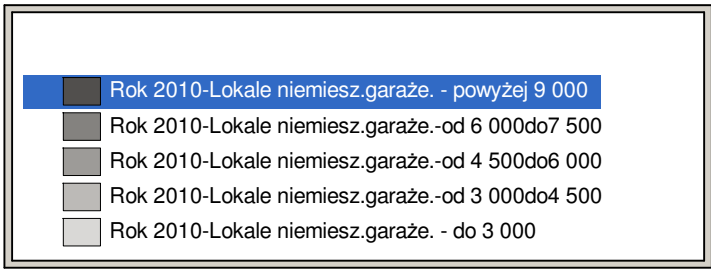 Rok 2010-Lokale niemiesz.garaże. - powyżej 9 000
Rok 2010-Lokale niemiesz.garaże.-od 6 000do7 500
Rok 2010-Lokale niemiesz.garaże.-od 4 500do6 000
Rok 2010-Lokale niemiesz.garaże.-od 3 000do4 500
Rok 2010-Lokale niemiesz.garaże. - do 3 000